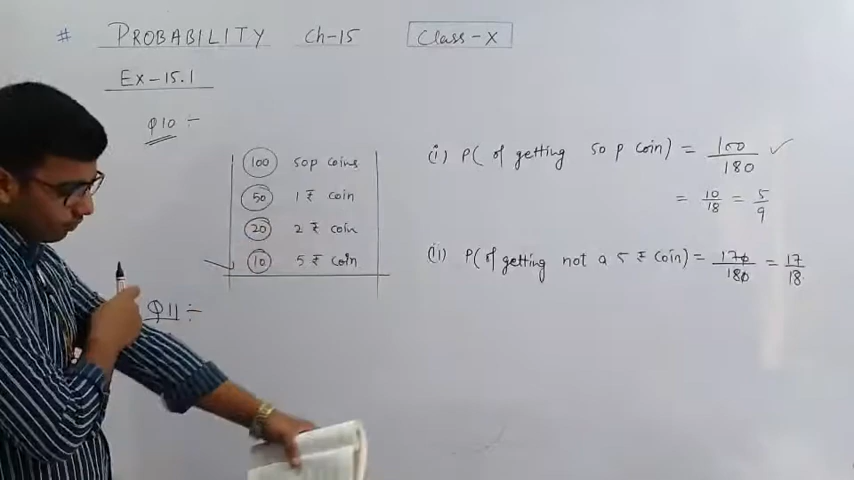 # PROBABILITY Ch-15 Class-X
Ex-15.1
Q10 ÷
100 50p coins
50 1 ₹ coin
20 2 ₹ coin
10 5 ₹ coin
(i) P( of getting 50 p coin) = 100/180 ✓
= 10/18 = 5/9
(ii) P( of getting not a 5 ₹ coin) = 170/180 = 17/18
Q11 ÷